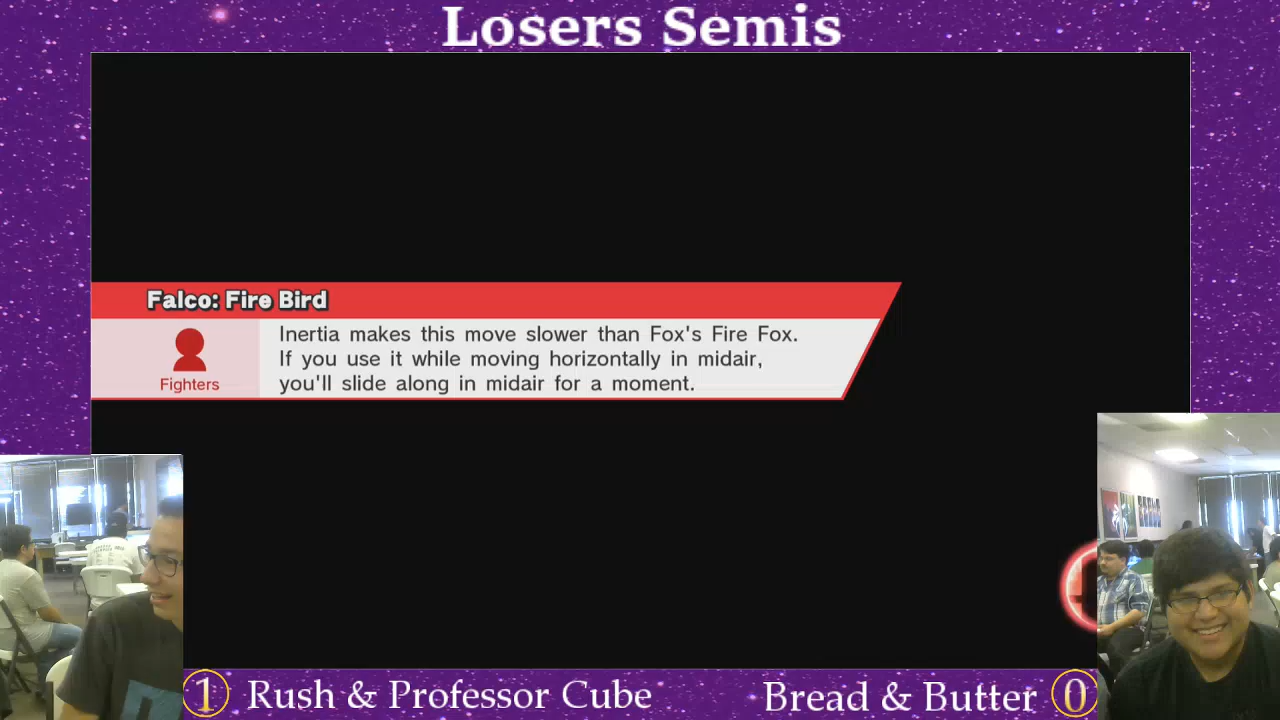 Losers Semis
Falco: Fire Bird
Inertia makes this move slower than Fox's Fire Fox.
If you use it while moving horizontally in midair,
you'll slide along in midair for a moment.
Fighters
1 Rush & Professor Cube
Bread & Butter 0